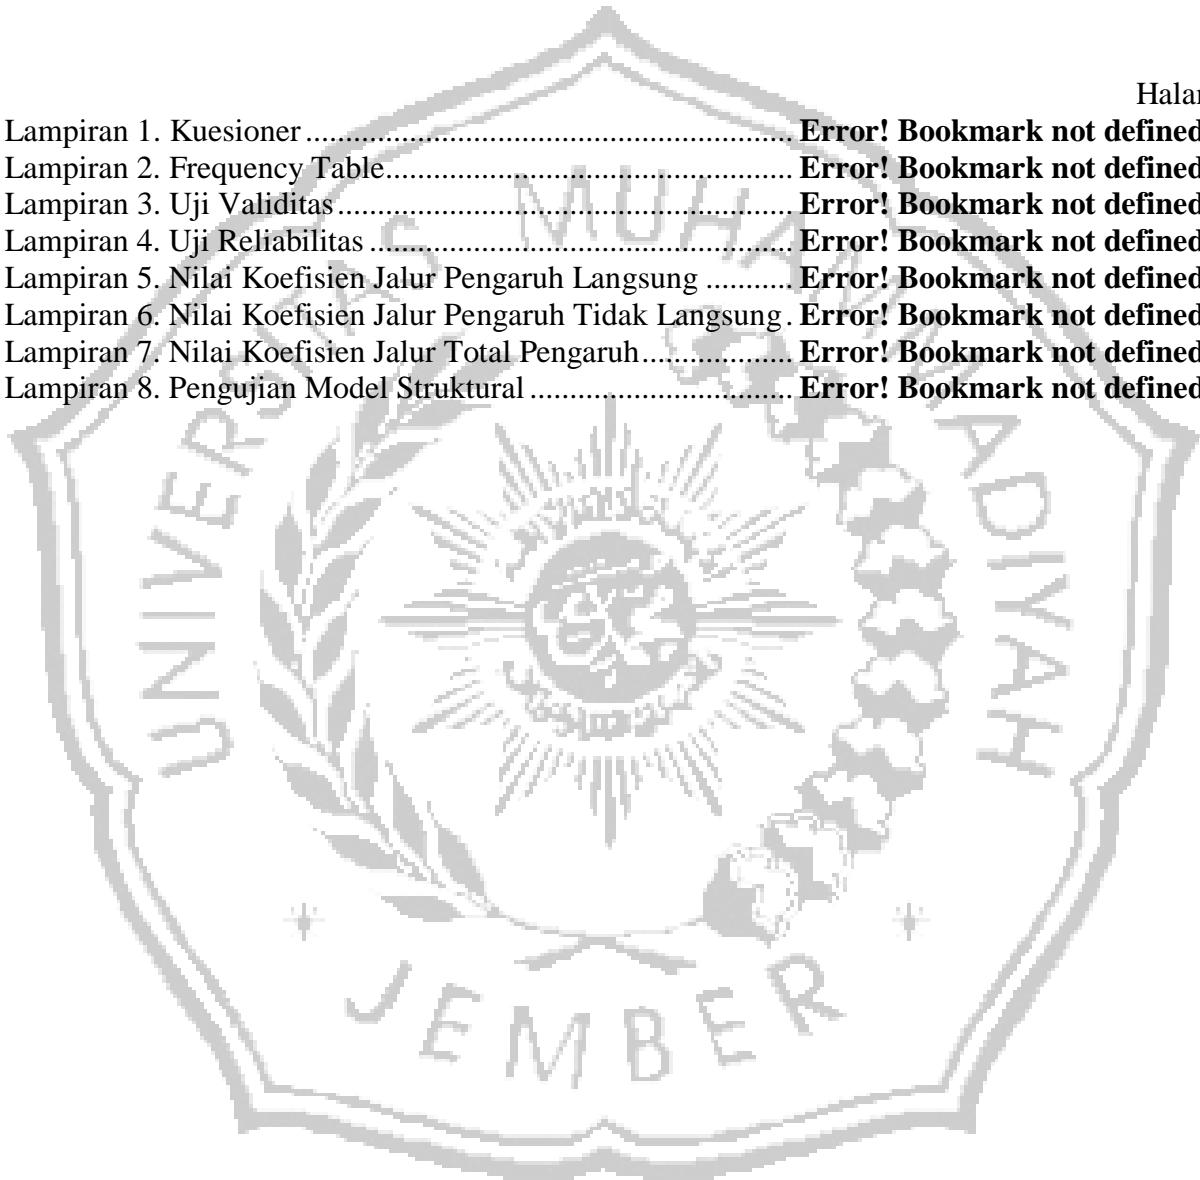 Halam
Lampiran 1. Kuesioner ............................................................ Error! Bookmark not defined
Lampiran 2. Frequency Table.................................................. Error! Bookmark not defined
Lampiran 3. Uji Validitas ........................................................ Error! Bookmark not defined
Lampiran 4. Uji Reliabilitas .................................................... Error! Bookmark not defined
Lampiran 5. Nilai Koefisien Jalur Pengaruh Langsung ........... Error! Bookmark not defined
Lampiran 6. Nilai Koefisien Jalur Pengaruh Tidak Langsung . Error! Bookmark not defined
Lampiran 7. Nilai Koefisien Jalur Total Pengaruh................... Error! Bookmark not defined
Lampiran 8. Pengujian Model Struktural ................................ Error! Bookmark not defined
UNIVERSITAS MUHAMMADIYAH
JEMBER